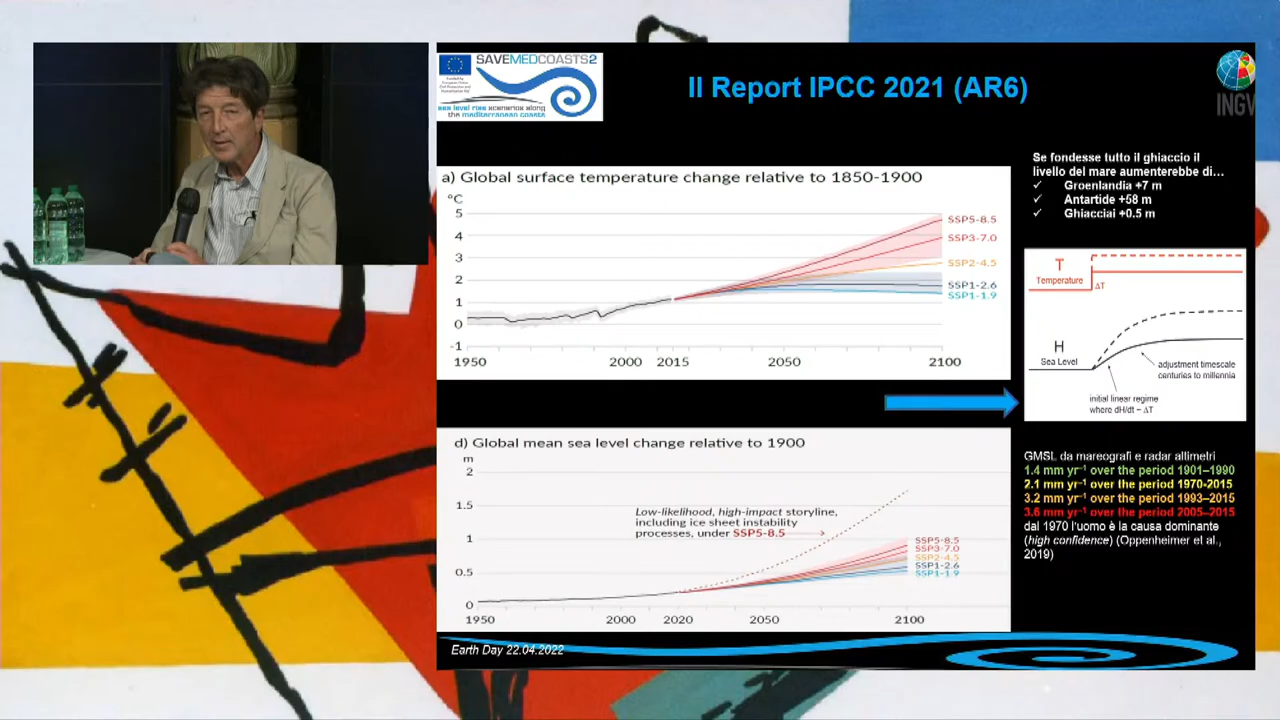 SAVEMEDCOASTS2
sea level rise scenarios along
the mediterranean coasts
II Report IPCC 2021 (AR6)
INGV
Se fondesse tutto il ghiaccio il
livello del mare aumenterebbe di...
✓ Groenlandia +7 m
✓ Antartide +58 m
✓ Ghiacciai +0.5 m
a) Global surface temperature change relative to 1850-1900
°C
5
4
3
2
1
0
-1
1950
2000
2015
2050
2100
SSP5-8.5
SSP3-7.0
SSP2-4.5
SSP1-2.6
SSP1-1.9
T
Temperature
ΔT
H
Sea Level
adjustment timescale
centuries to millennia
initial linear regime
where dH/dt ~ ΔT
d) Global mean sea level change relative to 1900
m
2
1.5
1
0.5
0
1950
2000
2020
2050
2100
Low-likelihood, high-impact storyline,
including ice sheet instability
processes, under SSP5-8.5
SSP5-8.5
SSP3-7.0
SSP2-4.5
SSP1-2.6
SSP1-1.9
GMSL da mareografi e radar altimetri
1.4 mm yr⁻¹ over the period 1901–1990
2.1 mm yr⁻¹ over the period 1970-2015
3.2 mm yr⁻¹ over the period 1993–2015
3.6 mm yr⁻¹ over the period 2005–2015
dal 1970 l'uomo è la causa dominante
(high confidence) (Oppenheimer et al.,
2019)
Earth Day 22.04.2022